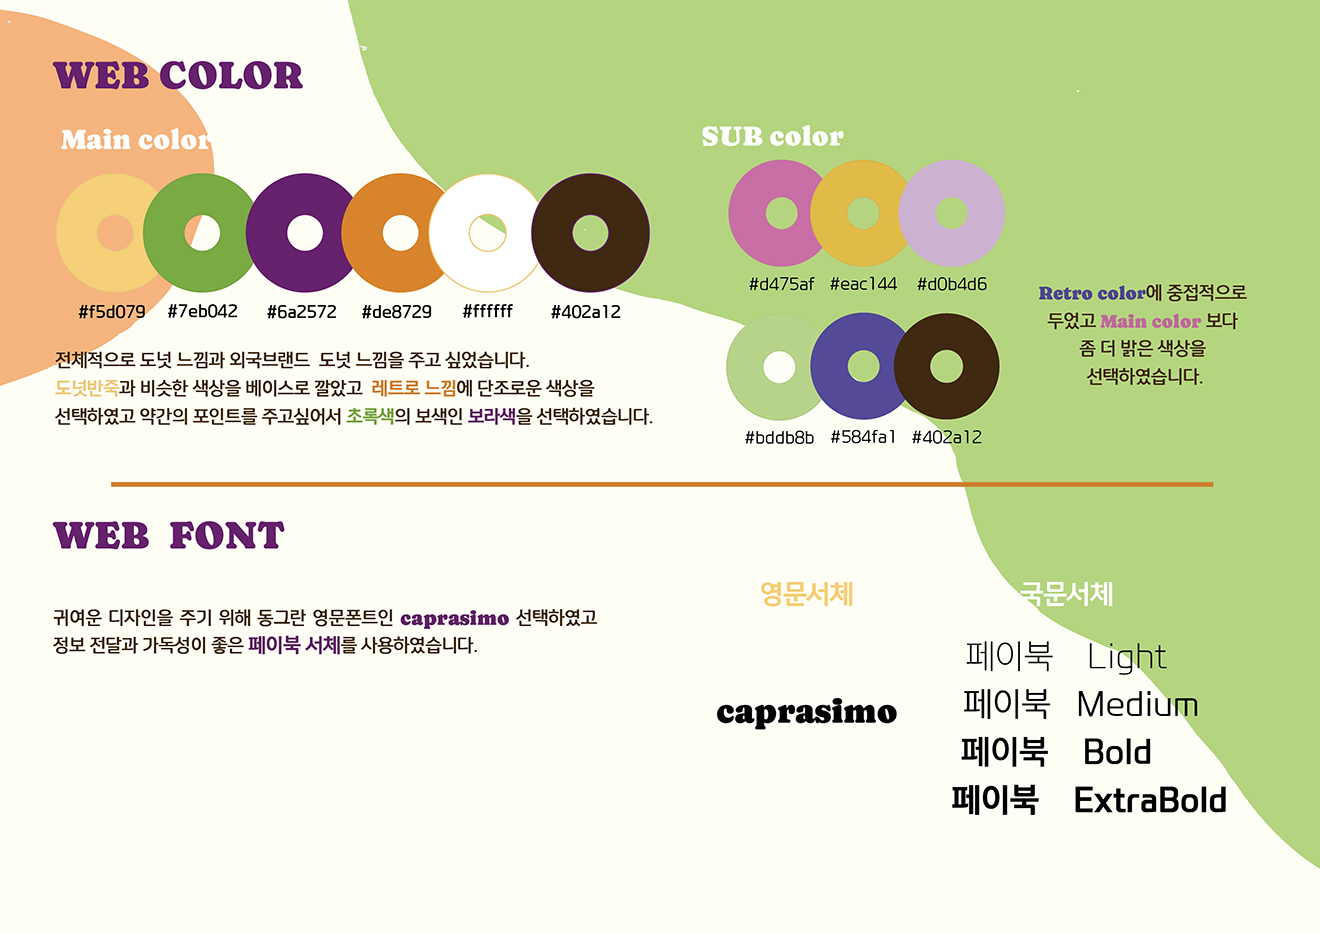 WEB COLOR
Main color
#f5d079 #7eb042 #6a2572 #de8729 #ffffff #402a12
전체적으로 도넛 느낌과 외국브랜드 도넛 느낌을 주고 싶었습니다.
도넛반죽과 비슷한 색상을 베이스로 깔았고 레트로 느낌에 단조로운 색상을
선택하였고 약간의 포인트를 주고싶어서 초록색의 보색인 보라색을 선택하였습니다.
SUB color
#d475af #eac144 #d0b4d6
#bddb8b #584fa1 #402a12
Retro color에 중접적으로
두었고 Main color 보다
좀 더 밝은 색상을
선택하였습니다.
WEB FONT
귀여운 디자인을 주기 위해 동그란 영문폰트인 caprasimo 선택하였고
정보 전달과 가독성이 좋은 페이북 서체를 사용하였습니다.
영문서체
caprasimo
국문서체
페이북 Light
페이북 Medium
페이북 Bold
페이북 ExtraBold